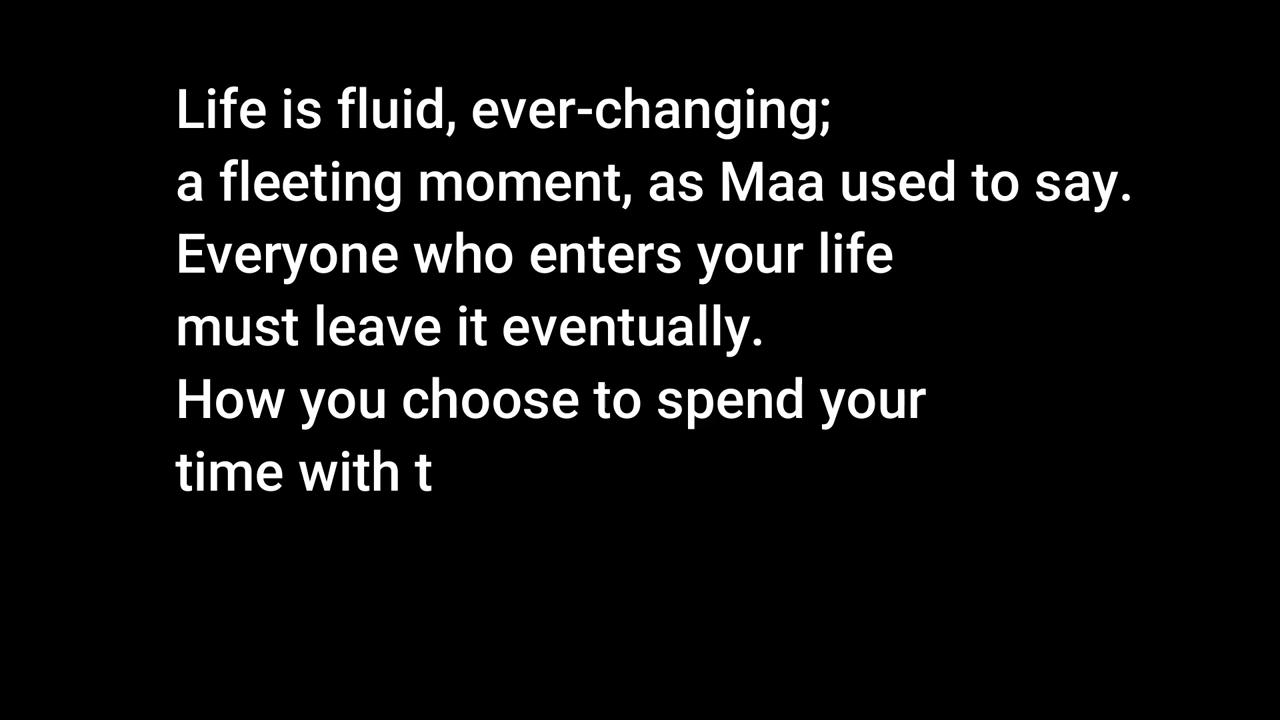 Life is fluid, ever-changing;
a fleeting moment, as Maa used to say.
Everyone who enters your life
must leave it eventually.
How you choose to spend your
time with t